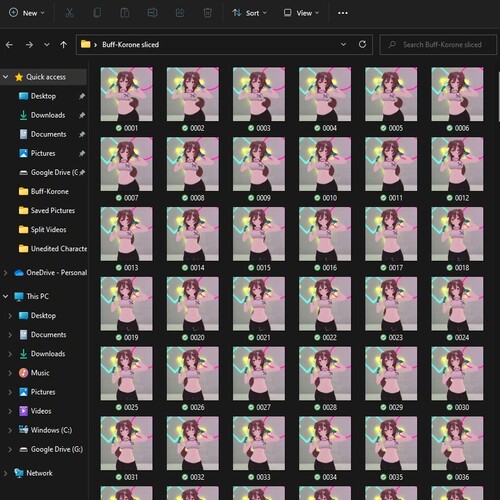 New
Sort
View
Buff-Korone sliced
Search Buff-Korone sliced
Quick access
Desktop
Downloads
Documents
Pictures
Google Drive (G
Buff-Korone
Saved Pictures
Split Videos
Unedited Characte
OneDrive - Personal
This PC
Desktop
Documents
Downloads
Music
Pictures
Videos
Windows (C:)
Google Drive (G:)
Network
0001 0002 0003 0004 0005 0006
0007 0008 0009 0010 0011 0012
0013 0014 0015 0016 0017 0018
0019 0020 0021 0022 0023 0024
0025 0026 0027 0028 0029 0030
0031 0032 0033 0034 0035 0036